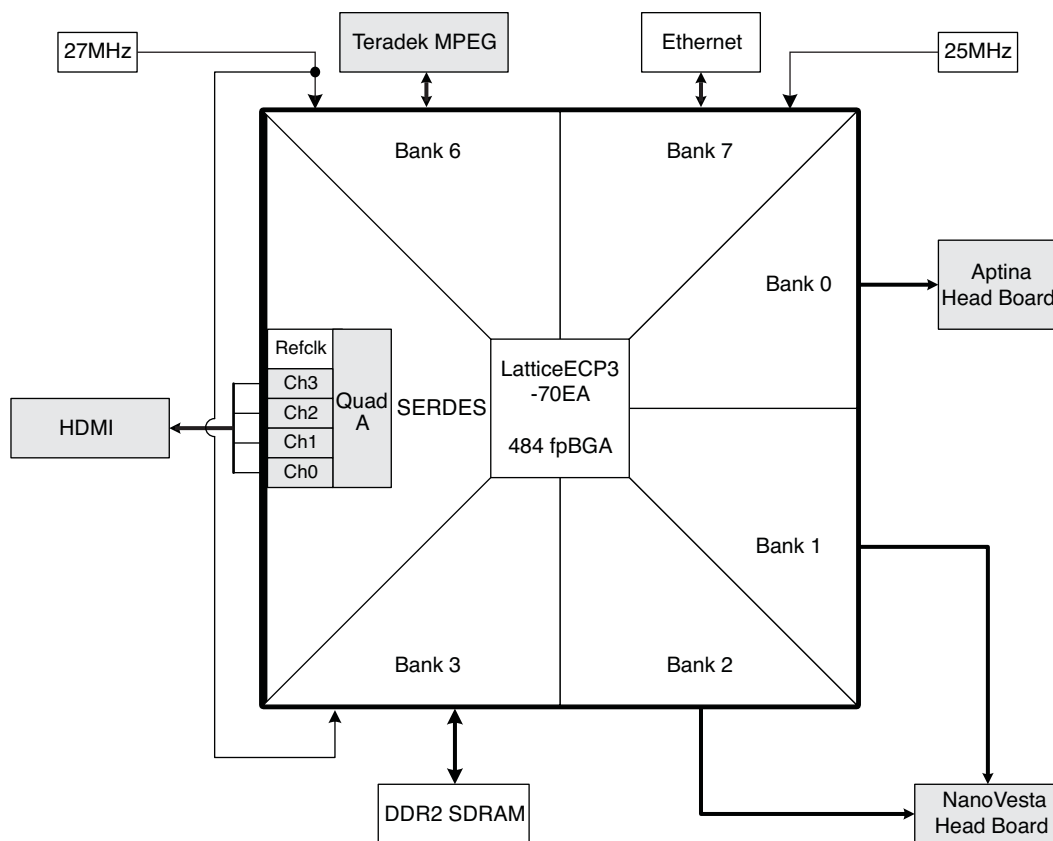 27MHz
Teradek MPEG
Ethernet
25MHz
Bank 6
Bank 7
Bank 0
Aptina
Head Board
Refclk
Ch3
Ch2
Ch1
Ch0
Quad
A
SERDES
LatticeECP3
-70EA
484 fpBGA
HDMI
Bank 1
Bank 3
Bank 2
DDR2 SDRAM
NanoVesta
Head Board